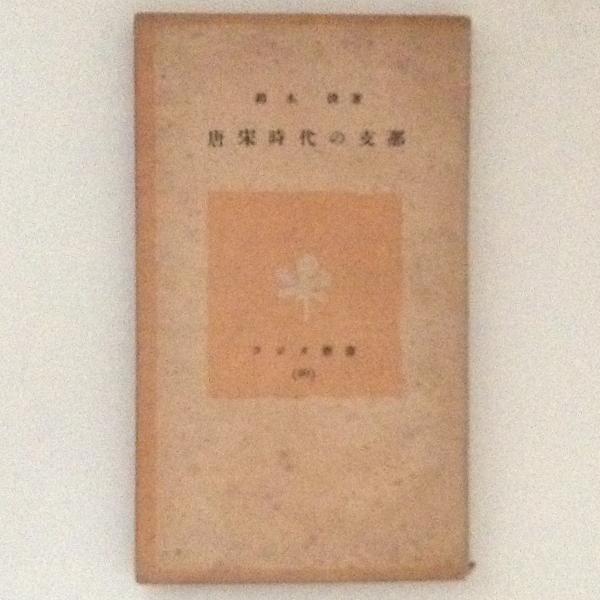 鈴木 俊著
唐宋時代の支那
ラジオ新書